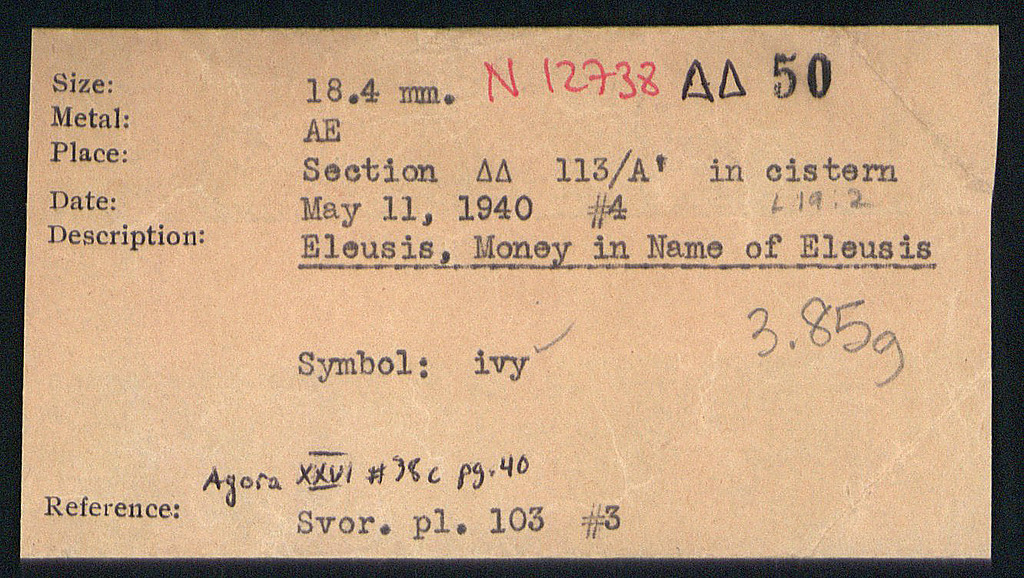 Size: 18.4 mm. N 12738 ΔΔ 50
Metal: AE
Place: Section ΔΔ 113/A' in cistern
Date: May 11, 1940 #4 L 19:2
Description: Eleusis, Money in Name of Eleusis
3.85g
Symbol: ivy
Agora XXVI #38c pg. 40
Reference: Svor. pl. 103 #3